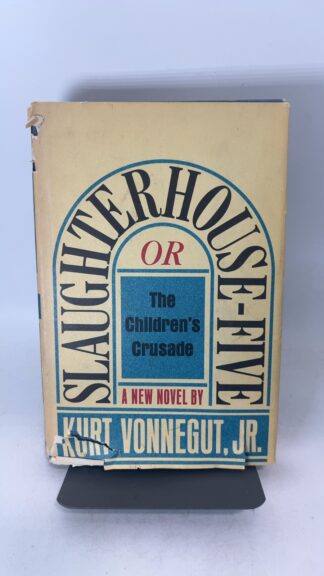 SLAUGHTERHOUSE-FIVE
OR
The
Children's
Crusade
A NEW NOVEL BY
KURT VONNEGUT, JR.